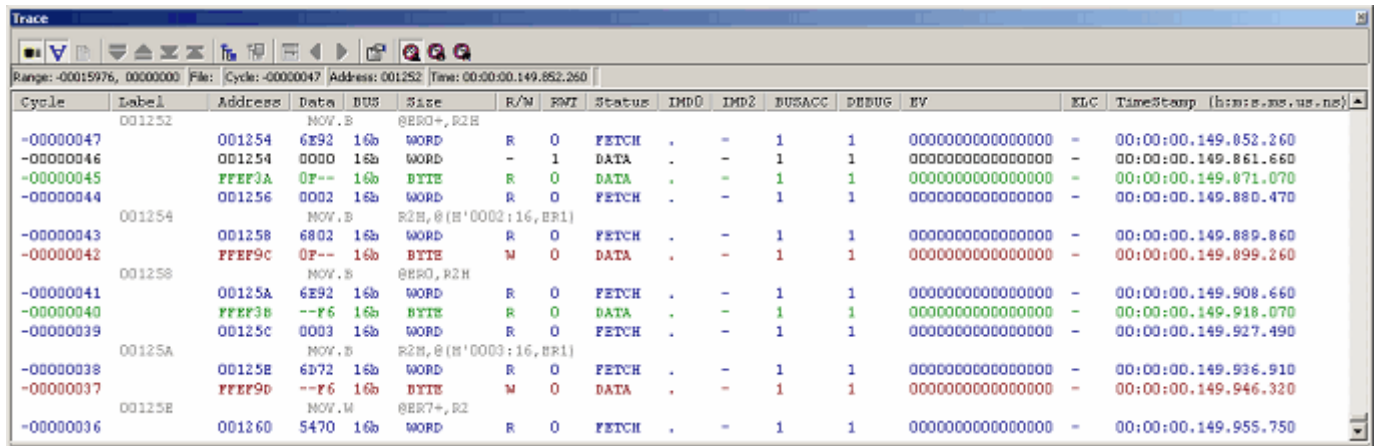 Trace
Range: -00015976, 00000000 File: Cycle: -00000047 Address: 001252 Time: 00:00:00.149.852.260
Cycle Label Address Data BUS Size R/W RWT Status IMD0 IMD2 BUSACC DEBUG EV ELC TimeStamp (h:m:s.ms.us.ns)
001252 MOV.B @ER0+,R2H
-00000047 001254 6E92 16b WORD R 0 FETCH . - 1 1 0000000000000000 - 00:00:00.149.852.260
-00000046 001254 0000 16b WORD - 1 DATA . - 1 1 0000000000000000 - 00:00:00.149.861.660
-00000045 FFEF3A 0F-- 16b BYTE R 0 DATA . - 1 1 0000000000000000 - 00:00:00.149.871.070
-00000044 001256 0002 16b WORD R 0 FETCH . - 1 1 0000000000000000 - 00:00:00.149.880.470
001254 MOV.B R2H,@(H'0002:16,ER1)
-00000043 001258 6802 16b WORD R 0 FETCH . - 1 1 0000000000000000 - 00:00:00.149.889.860
-00000042 FFEF9C 0F-- 16b BYTE W 0 DATA . - 1 1 0000000000000000 - 00:00:00.149.899.260
001258 MOV.B @ER0,R2H
-00000041 00125A 6E92 16b WORD R 0 FETCH . - 1 1 0000000000000000 - 00:00:00.149.908.660
-00000040 FFEF3B --F6 16b BYTE R 0 DATA . - 1 1 0000000000000000 - 00:00:00.149.918.070
-00000039 00125C 0003 16b WORD R 0 FETCH . - 1 1 0000000000000000 - 00:00:00.149.927.490
00125A MOV.B R2H,@(H'0003:16,ER1)
-00000038 00125E 6D72 16b WORD R 0 FETCH . - 1 1 0000000000000000 - 00:00:00.149.936.910
-00000037 FFEF9D --F6 16b BYTE W 0 DATA . - 1 1 0000000000000000 - 00:00:00.149.946.320
00125E MOV.W @ER7+,R2
-00000036 001260 5470 16b WORD R 0 FETCH . - 1 1 0000000000000000 - 00:00:00.149.955.750